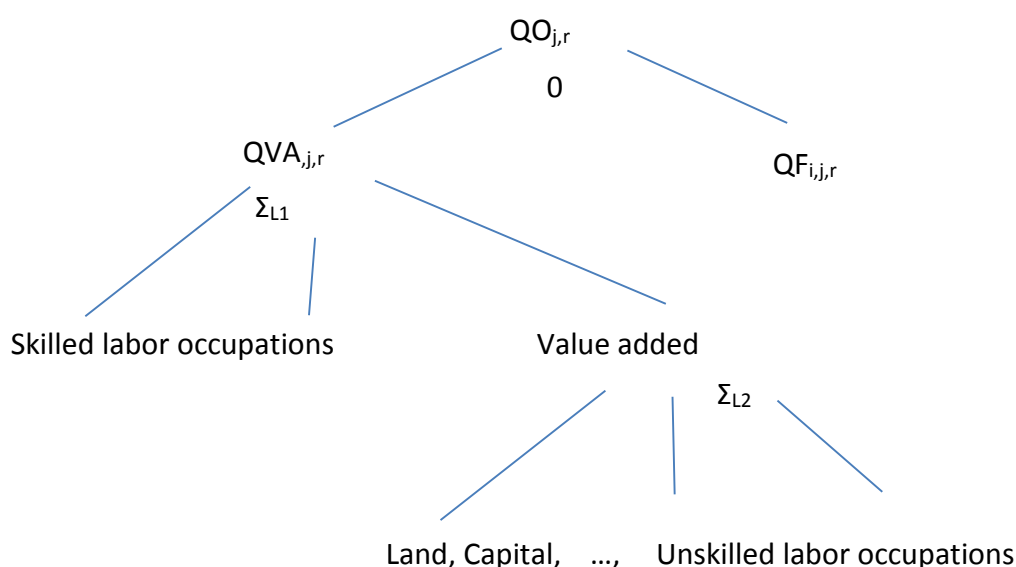 QOj,r
0
QVA,j,r
QFi,j,r
ΣL1
Skilled labor occupations
Value added
ΣL2
Land, Capital, …, Unskilled labor occupations